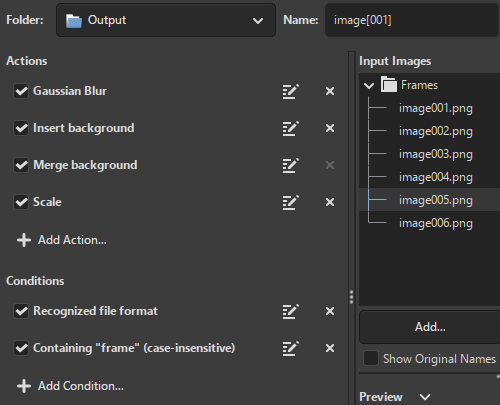 Folder: Output Name: image[001]
Actions
Gaussian Blur
Insert background
Merge background
Scale
Add Action...
Conditions
Recognized file format
Containing "frame" (case-insensitive)
Add Condition...
Input Images
Frames
image001.png
image002.png
image003.png
image004.png
image005.png
image006.png
Add...
Show Original Names
Preview